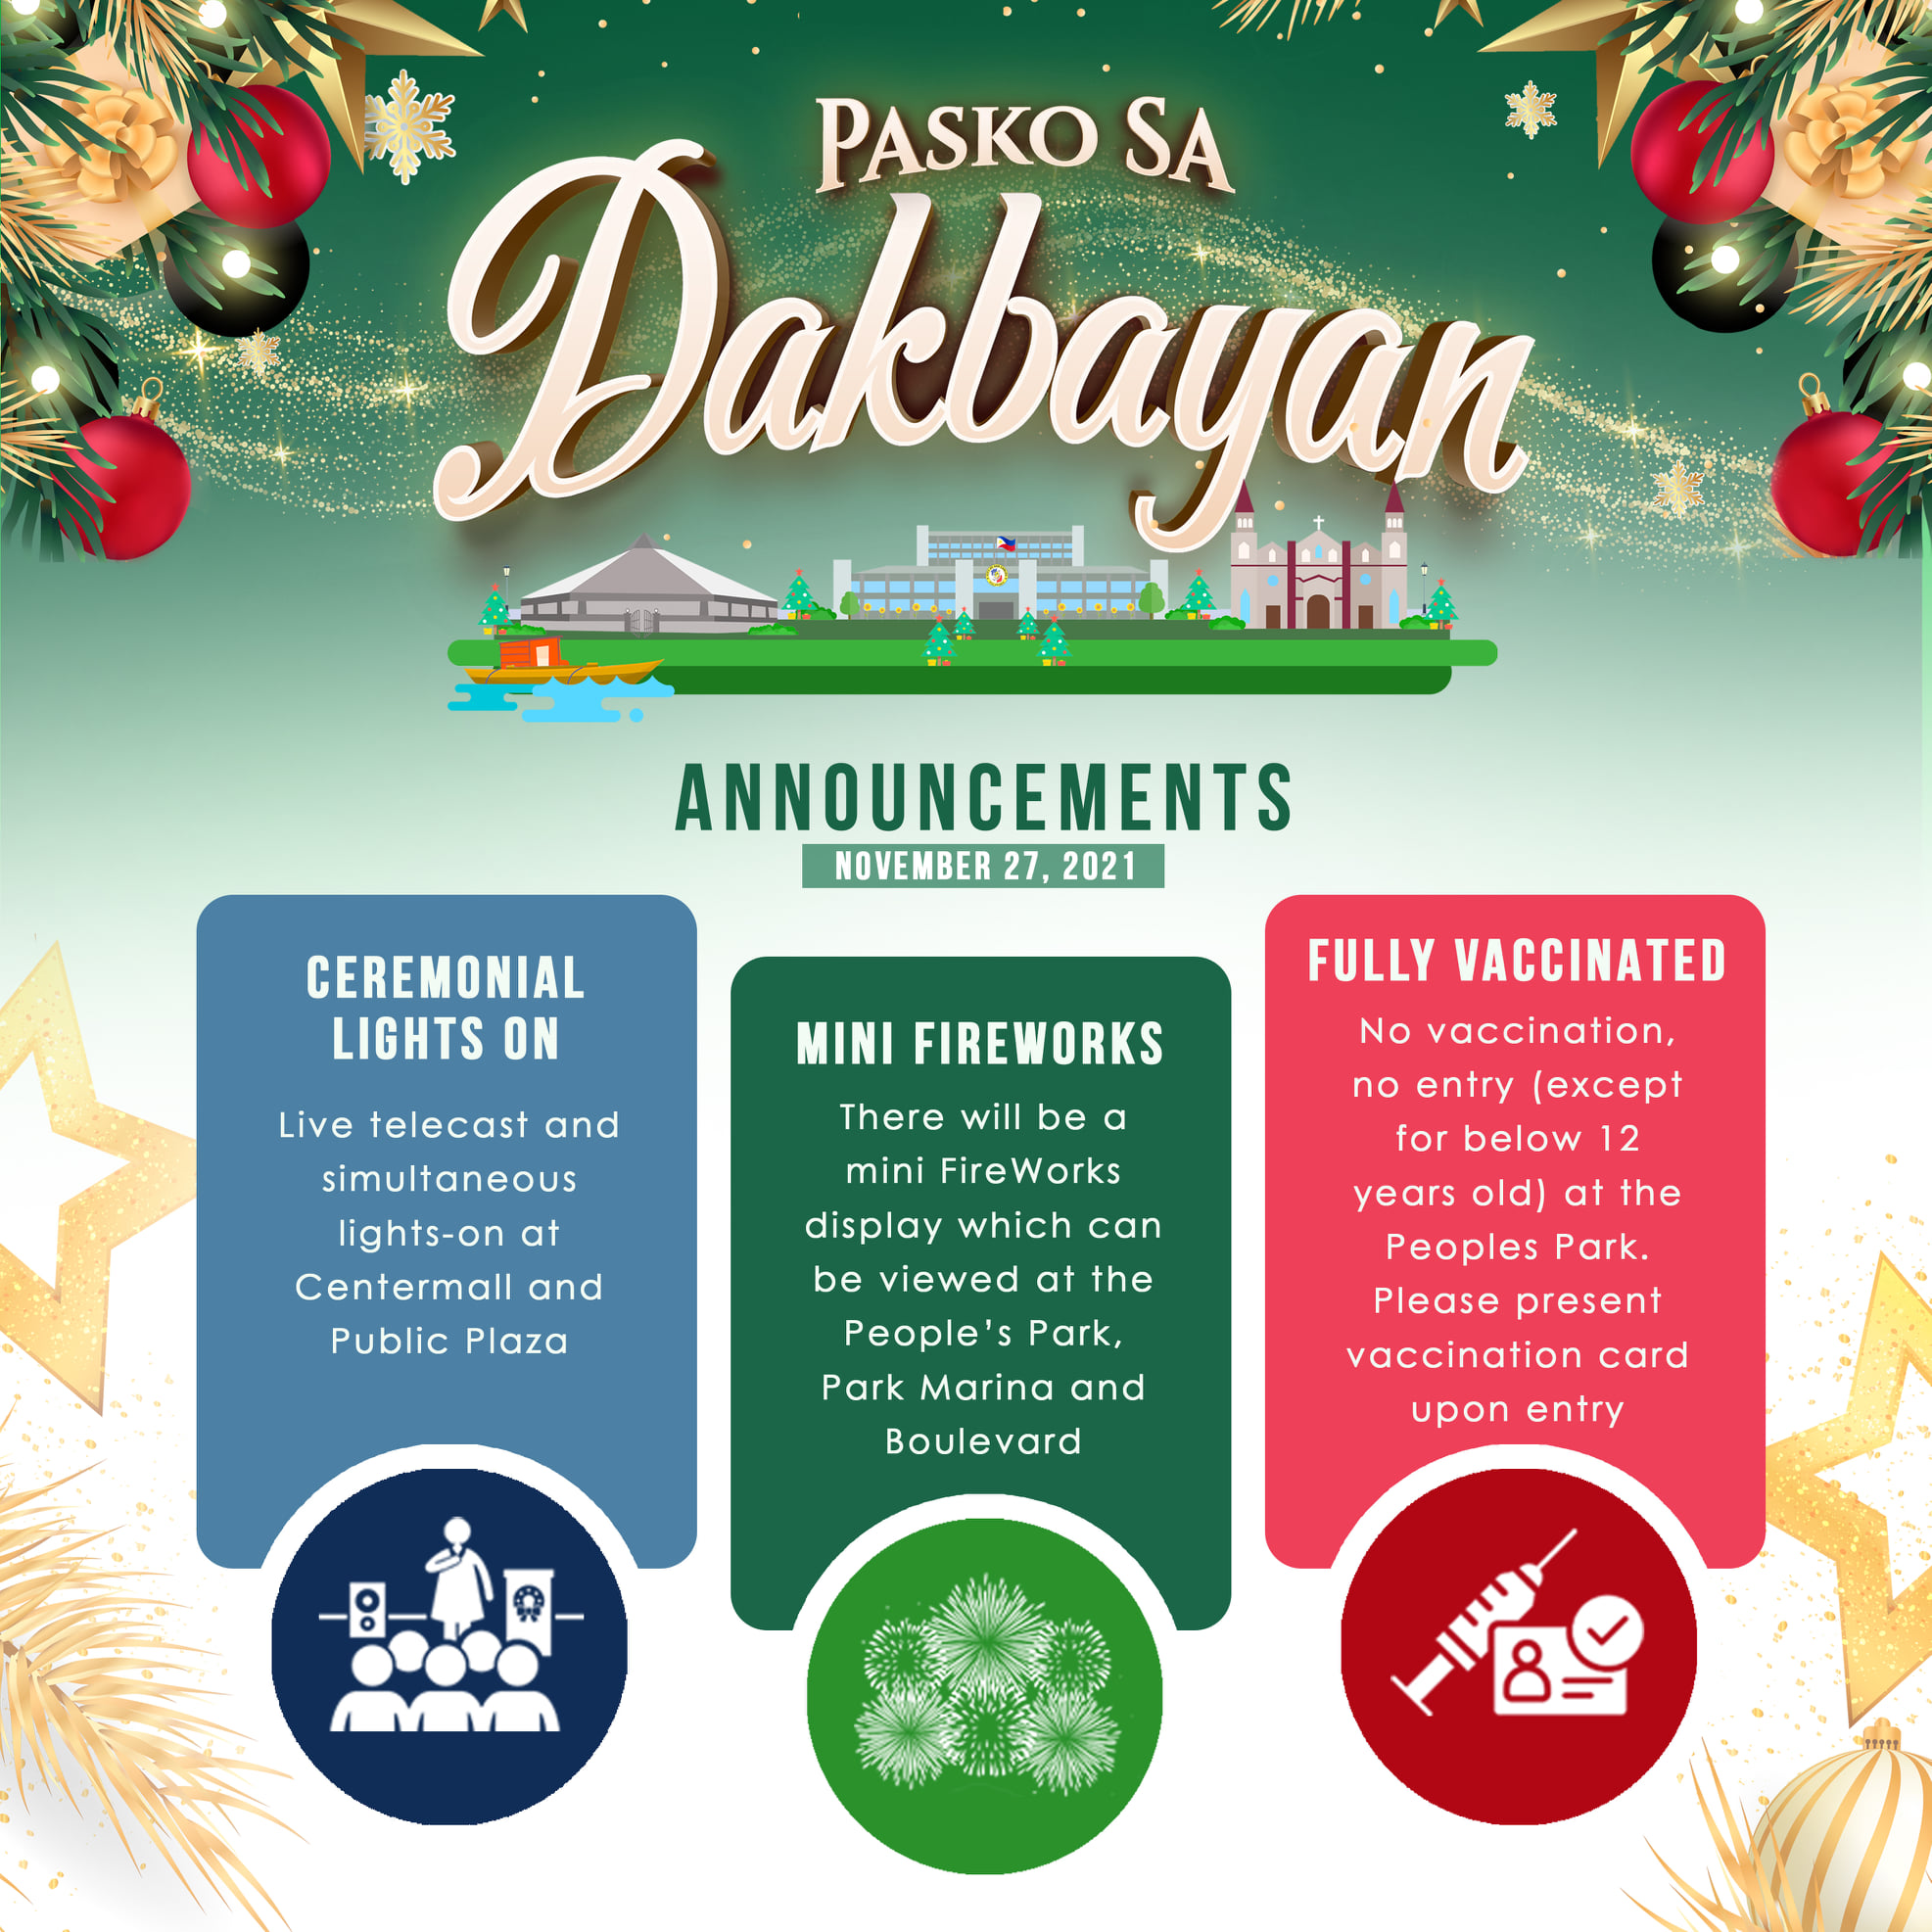 PASKO SA
Dakbayan
ANNOUNCEMENTS
NOVEMBER 27, 2021
CEREMONIAL
LIGHTS ON
Live telecast and
simultaneous
lights-on at
Centermall and
Public Plaza
MINI FIREWORKS
There will be a
mini FireWorks
display which can
be viewed at the
People’s Park,
Park Marina and
Boulevard
FULLY VACCINATED
No vaccination,
no entry (except
for below 12
years old) at the
Peoples Park.
Please present
vaccination card
upon entry